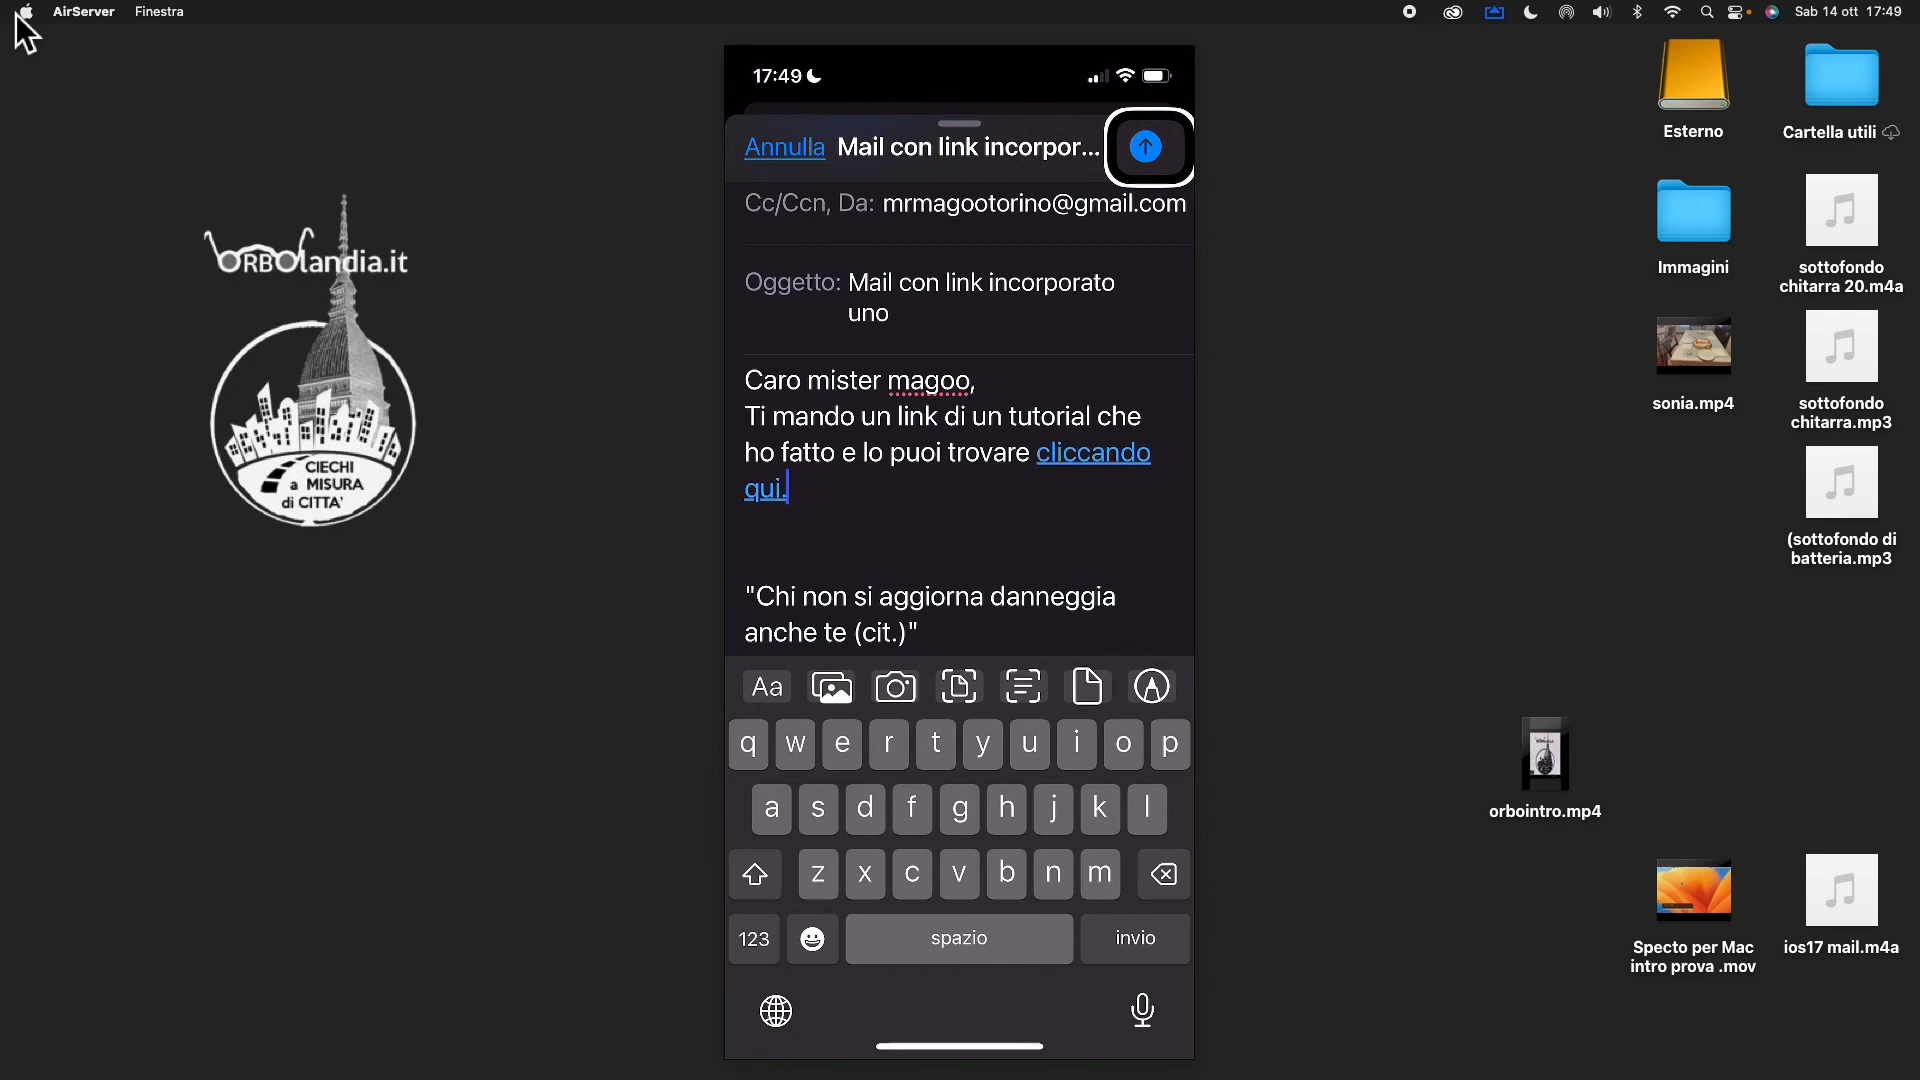 AirServer Finestra
Sab 14 ott 17:49
17:49
Annulla Mail con link incorpor...
Cc/Ccn, Da: mrmagootorino@gmail.com
Oggetto: Mail con link incorporato
uno
Caro mister magoo,
Ti mando un link di un tutorial che
ho fatto e lo puoi trovare cliccando
qui.
"Chi non si aggiorna danneggia
anche te (cit.)"
Aa
q w e r t y u i o p
a s d f g h j k l
z x c v b n m
123 spazio invio
ORBOlandia.it
CIECHI
a MISURA
di CITTA'
Esterno
Cartella utili
Immagini
sottofondo
chitarra 20.m4a
sonia.mp4
sottofondo
chitarra.mp3
(sottofondo di
batteria.mp3
orbointro.mp4
Specto per Mac
intro prova .mov
ios17 mail.m4a